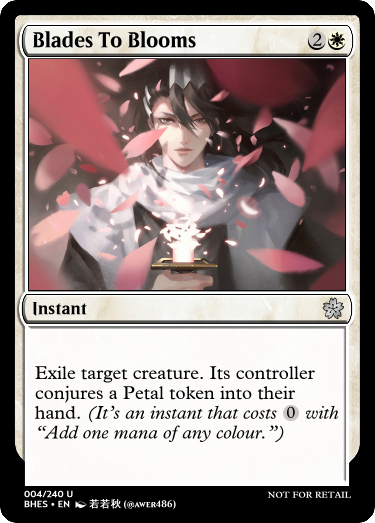 Blades To Blooms 2
Instant
Exile target creature. Its controller
conjures a Petal token into their
hand. (It's an instant that costs 0 with
“Add one mana of any colour.”)
004/240 U
BHES • EN 若若秋 (@AWER486)
NOT FOR RETAIL